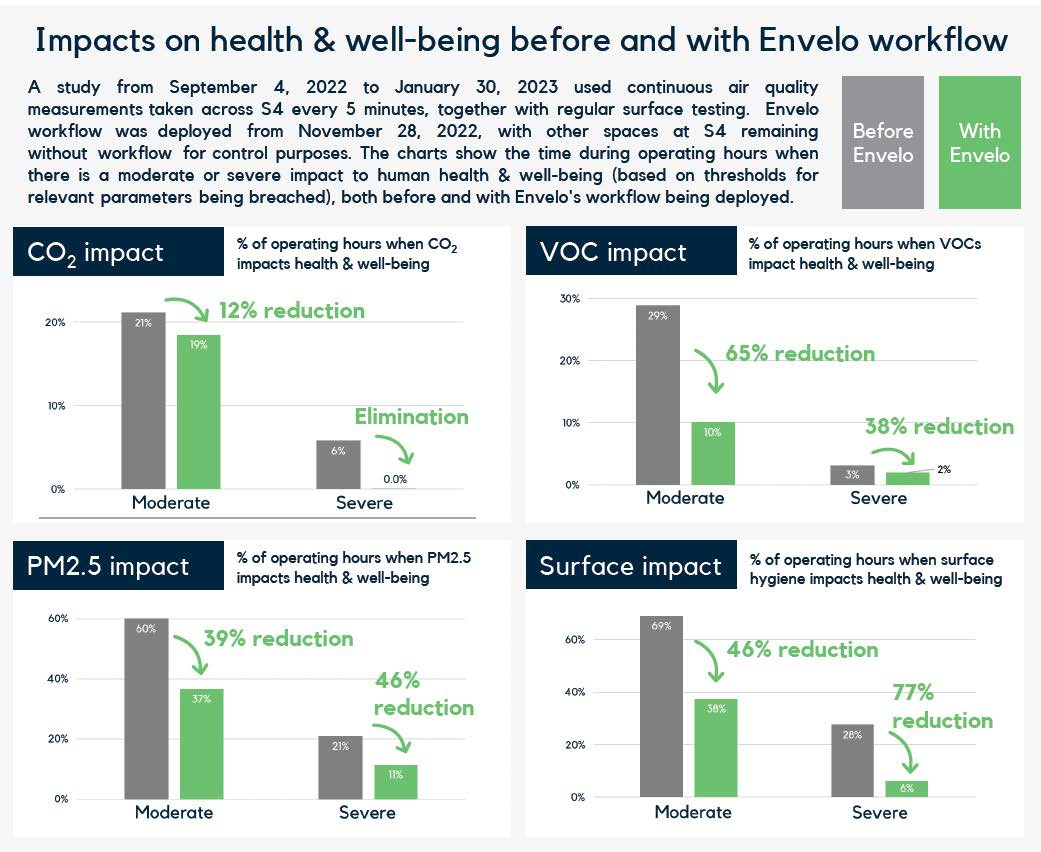 Impacts on health & well-being before and with Envelo workflow
A study from September 4, 2022 to January 30, 2023 used continuous air quality
measurements taken across S4 every 5 minutes, together with regular surface testing. Envelo
workflow was deployed from November 28, 2022, with other spaces at S4 remaining
without workflow for control purposes. The charts show the time during operating hours when
there is a moderate or severe impact to human health & well-being (based on thresholds for
relevant parameters being breached), both before and with Envelo's workflow being deployed.
Before
Envelo
With
Envelo
CO2 impact
% of operating hours when CO2
impacts health & well-being
20%
10%
0%
21%
19%
12% reduction
6%
0.0%
Elimination
Moderate
Severe
VOC impact
% of operating hours when VOCs
impact health & well-being
30%
20%
10%
0%
29%
10%
65% reduction
3%
2%
38% reduction
Moderate
Severe
PM2.5 impact
% of operating hours when PM2.5
impacts health & well-being
60%
40%
20%
0%
60%
37%
39% reduction
21%
11%
46%
reduction
Moderate
Severe
Surface impact
% of operating hours when surface
hygiene impacts health & well-being
60%
40%
20%
0%
69%
38%
46% reduction
28%
6%
77%
reduction
Moderate
Severe